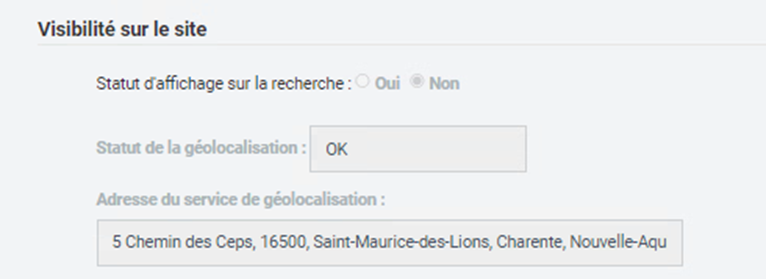 Visibilité sur le site
Statut d'affichage sur la recherche : Oui Non
Statut de la géolocalisation : OK
Adresse du service de géolocalisation :
5 Chemin des Ceps, 16500, Saint-Maurice-des-Lions, Charente, Nouvelle-Aqu